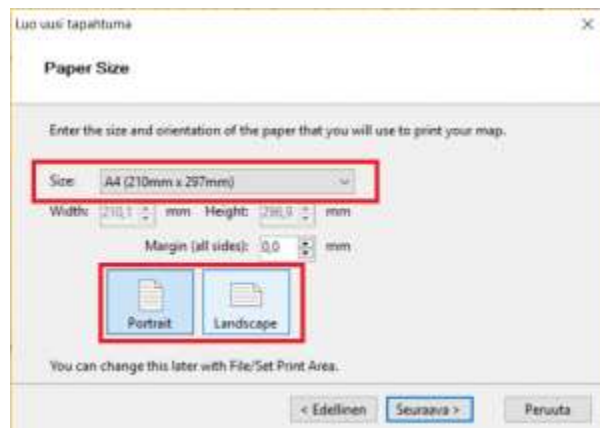 Luo uusi tapahtuma
Paper Size
Enter the size and orientation of the paper that you will use to print your map.
Size: A4 (210mm x 297mm)
Width: 210,1 mm Height: 296,9 mm
Margin (all sides): 0,0 mm
Portrait Landscape
You can change this later with File/Set Print Area.
< Edellinen Seuraava > Peruuta